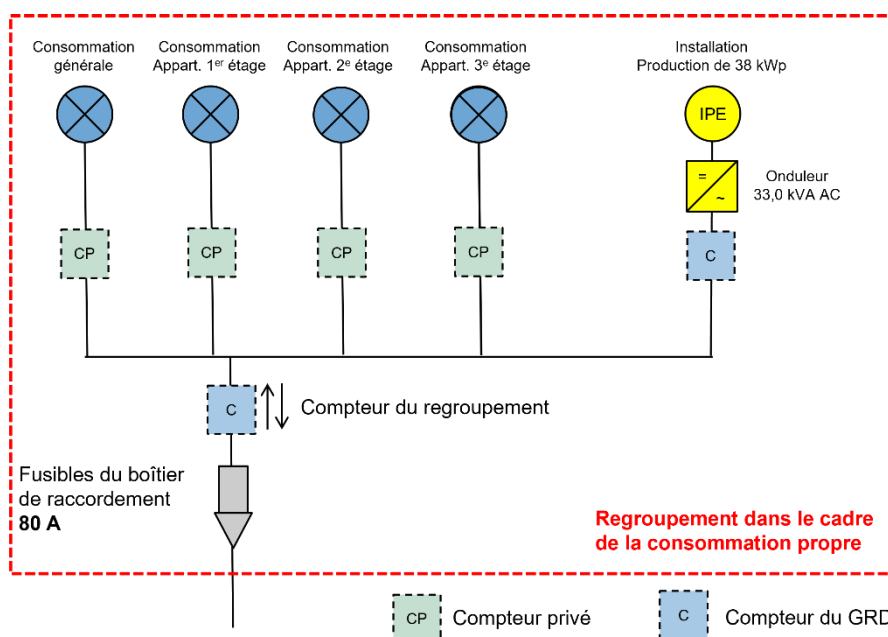 Consommation
générale
Consommation
Appart. 1er étage
Consommation
Appart. 2e étage
Consommation
Appart. 3e étage
Installation
Production de 38 kWp
IPE
=
~
Onduleur
33,0 kVA AC
CP
CP
CP
CP
C
C
Compteur du regroupement
Fusibles du boîtier
de raccordement
80 A
Regroupement dans le cadre
de la consommation propre
CP
Compteur privé
C
Compteur du GRD